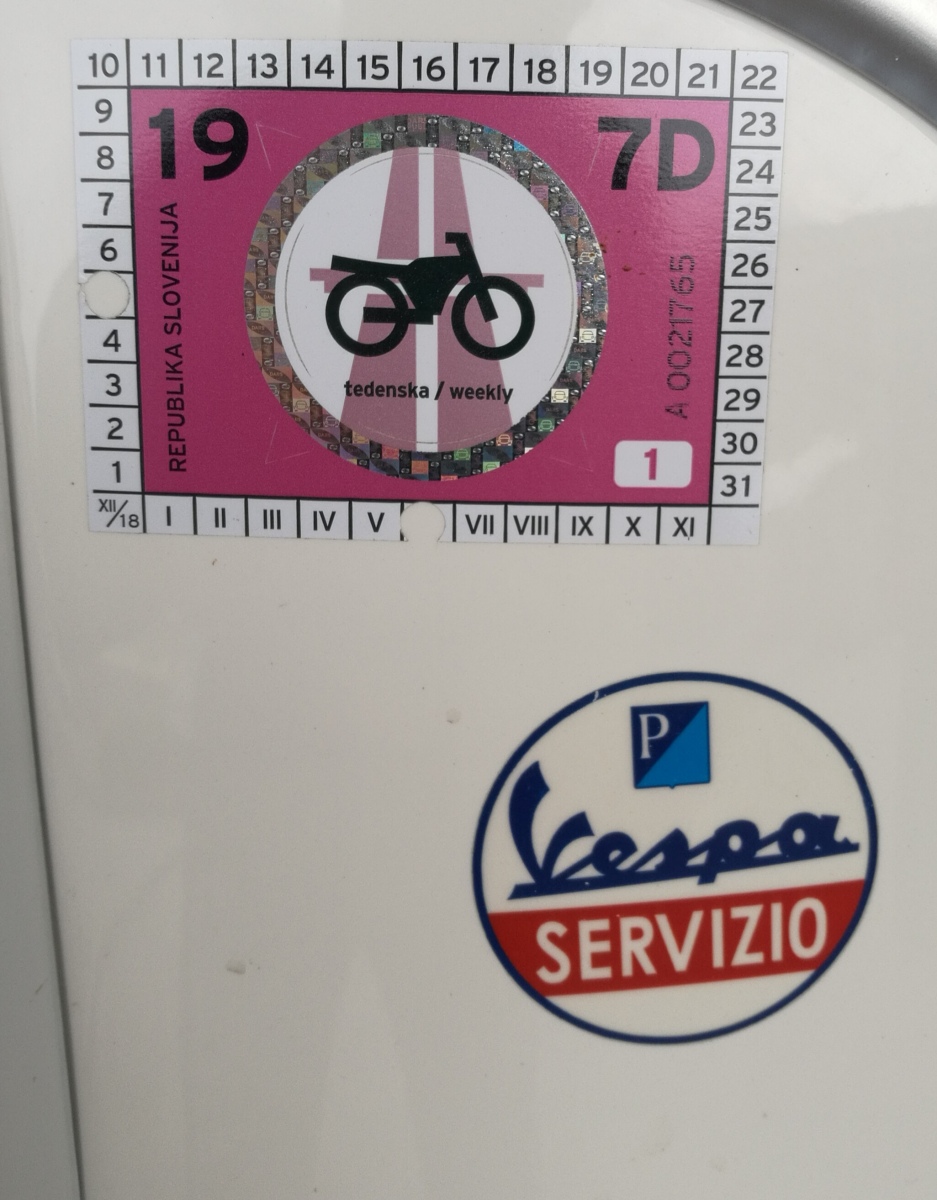 10 11 12 13 14 15 16 17 18 19 20 21 22
9
8
7
6
4
3
2
1
XII/18 I II III IV V VII VIII IX X XI
23
24
25
26
27
28
29
30
31
19
7D
REPUBLIKA SLOVENIJA
tedenska / weekly
A 0021765
1
P
Vespa
SERVIZIO